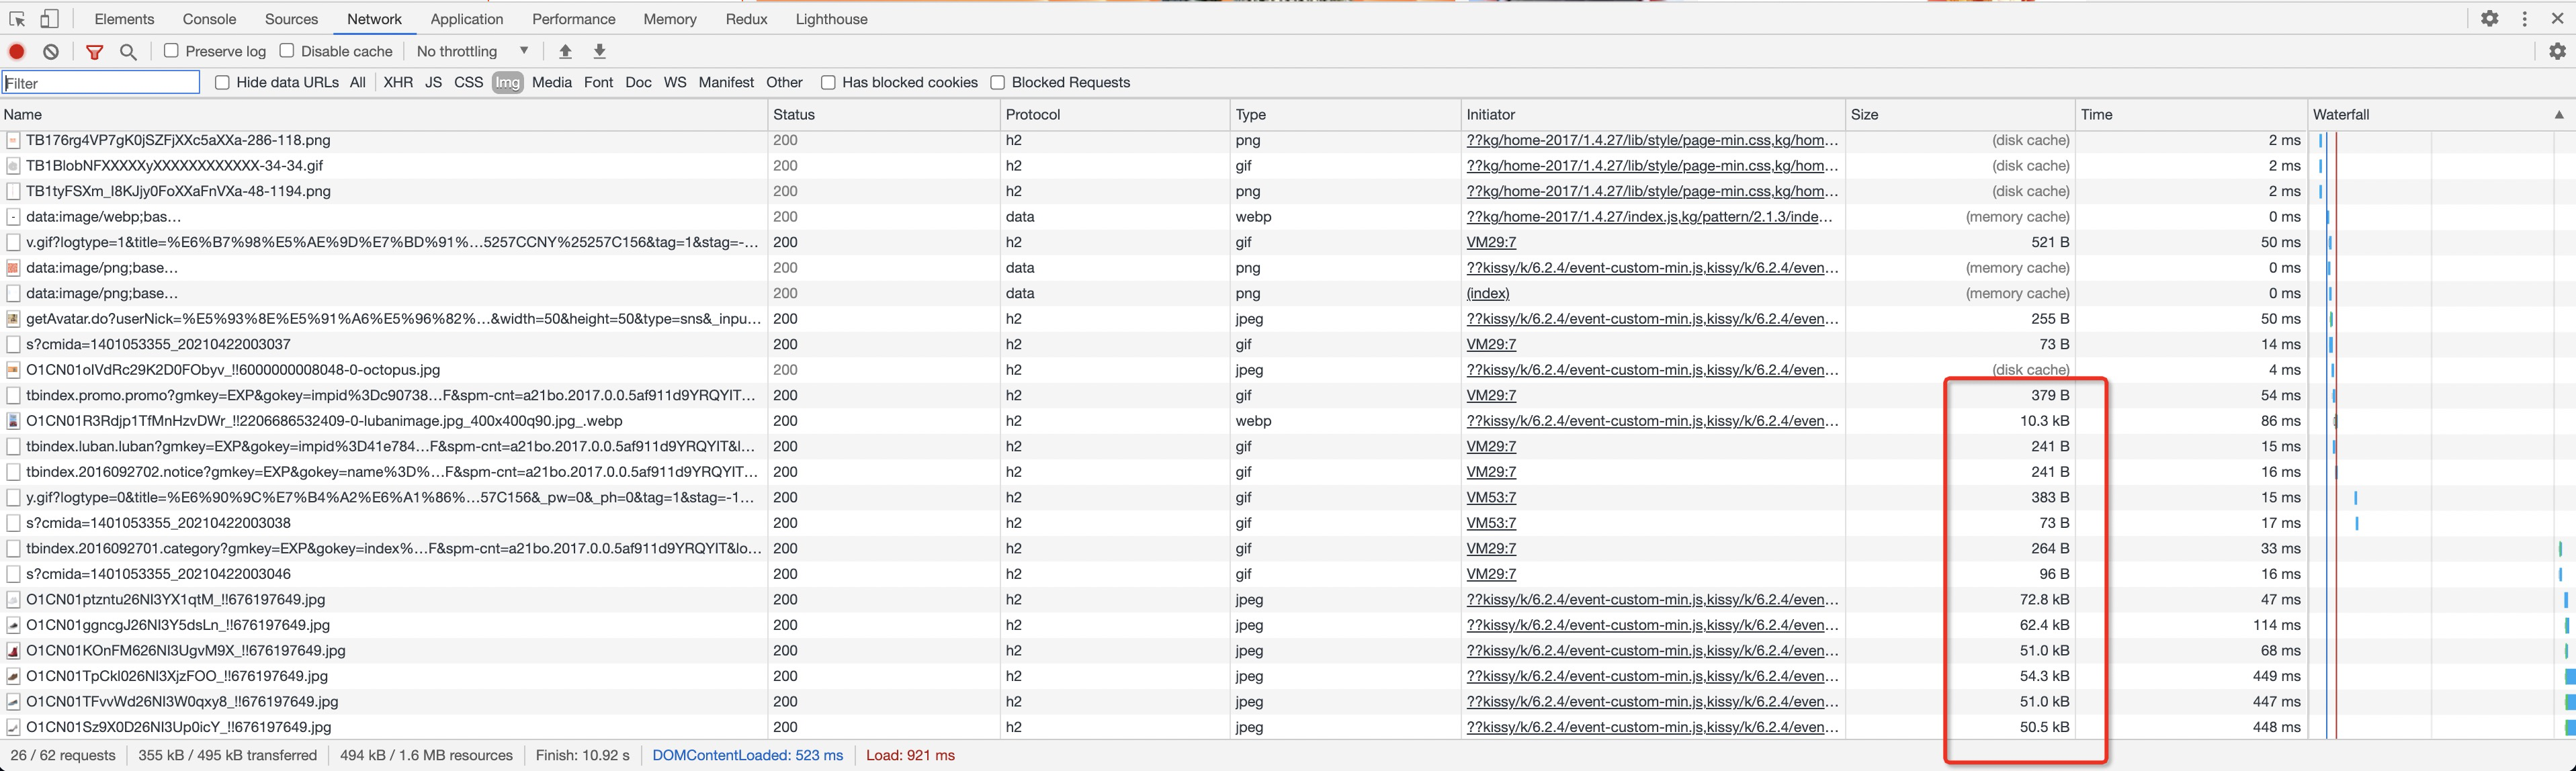 Elements Console Sources Network Application Performance Memory Redux Lighthouse
Preserve log Disable cache No throttling
Filter Hide data URLs All XHR JS CSS Img Media Font Doc WS Manifest Other Has blocked cookies Blocked Requests
Name Status Protocol Type Initiator Size Time Waterfall
TB176rg4VP7gK0jSZFjXXc5aXXa-286-118.png 200 h2 png ??kg/home-2017/1.4.27/lib/style/page-min.css,kg/hom… (disk cache) 2 ms
TB1BlobNFXXXXXyXXXXXXXXXXXX-34-34.gif 200 h2 gif ??kg/home-2017/1.4.27/lib/style/page-min.css,kg/hom… (disk cache) 2 ms
TB1tyFSXm_I8KJjy0FoXXaFnVXa-48-1194.png 200 h2 png ??kg/home-2017/1.4.27/lib/style/page-min.css,kg/hom… (disk cache) 2 ms
data:image/webp;bas… 200 data webp ??kg/home-2017/1.4.27/index.js,kg/pattern/2.1.3/inde… (memory cache) 0 ms
v.gif?logtype=1&title=%E6%B7%98%E5%AE%9D%E7%BD%91%…5257CCNY%25257C156&tag=1&stag=-… 200 h2 gif VM29:7 521 B 50 ms
data:image/png;base… 200 data png ??kissy/k/6.2.4/event-custom-min.js,kissy/k/6.2.4/even… (memory cache) 0 ms
data:image/png;base… 200 data png (index) (memory cache) 0 ms
getAvatar.do?userNick=%E5%93%8E%E5%91%A6%E5%96%82%…&width=50&height=50&type=sns&_inpu… 200 h2 jpeg ??kissy/k/6.2.4/event-custom-min.js,kissy/k/6.2.4/even… 255 B 50 ms
s?cmida=1401053355_20210422003037 200 h2 gif VM29:7 73 B 14 ms
O1CN01olVdRc29K2D0FObyv_!!6000000008048-0-octopus.jpg 200 h2 jpeg ??kissy/k/6.2.4/event-custom-min.js,kissy/k/6.2.4/even… (disk cache) 4 ms
tbindex.promo.promo?gmkey=EXP&gokey=impid%3Dc90738…F&spm-cnt=a21bo.2017.0.0.5af911d9YRQYIT… 200 h2 gif VM29:7 379 B 54 ms
O1CN01R3Rdjp1TfMnHzvDWr_!!2206686532409-0-lubanimage.jpg_400x400q90.jpg_.webp 200 h2 webp ??kissy/k/6.2.4/event-custom-min.js,kissy/k/6.2.4/even… 10.3 kB 86 ms
tbindex.luban.luban?gmkey=EXP&gokey=impid%3D41e784…F&spm-cnt=a21bo.2017.0.0.5af911d9YRQYIT&l… 200 h2 gif VM29:7 241 B 15 ms
tbindex.2016092702.notice?gmkey=EXP&gokey=name%3D%…F&spm-cnt=a21bo.2017.0.0.5af911d9YRQYIT… 200 h2 gif VM29:7 241 B 16 ms
y.gif?logtype=0&title=%E6%90%9C%E7%B4%A2%E6%A1%86%…57C156&_pw=0&_ph=0&tag=1&stag=-1… 200 h2 gif VM53:7 383 B 15 ms
s?cmida=1401053355_20210422003038 200 h2 gif VM53:7 73 B 17 ms
tbindex.2016092701.category?gmkey=EXP&gokey=index%…F&spm-cnt=a21bo.2017.0.0.5af911d9YRQYIT&lo… 200 h2 gif VM29:7 264 B 33 ms
s?cmida=1401053355_20210422003046 200 h2 gif VM29:7 96 B 16 ms
O1CN01ptzntu26NI3YX1qtM_!!676197649.jpg 200 h2 jpeg ??kissy/k/6.2.4/event-custom-min.js,kissy/k/6.2.4/even… 72.8 kB 47 ms
O1CN01ggncgJ26NI3Y5dsLn_!!676197649.jpg 200 h2 jpeg ??kissy/k/6.2.4/event-custom-min.js,kissy/k/6.2.4/even… 62.4 kB 114 ms
O1CN01KOnFM626NI3UgvM9X_!!676197649.jpg 200 h2 jpeg ??kissy/k/6.2.4/event-custom-min.js,kissy/k/6.2.4/even… 51.0 kB 68 ms
O1CN01TpCkl026NI3XjzFOO_!!676197649.jpg 200 h2 jpeg ??kissy/k/6.2.4/event-custom-min.js,kissy/k/6.2.4/even… 54.3 kB 449 ms
O1CN01TFvvWd26NI3W0qxy8_!!676197649.jpg 200 h2 jpeg ??kissy/k/6.2.4/event-custom-min.js,kissy/k/6.2.4/even… 51.0 kB 447 ms
O1CN01Sz9X0D26NI3Up0icY_!!676197649.jpg 200 h2 jpeg ??kissy/k/6.2.4/event-custom-min.js,kissy/k/6.2.4/even… 50.5 kB 448 ms
26 / 62 requests 355 kB / 495 kB transferred 494 kB / 1.6 MB resources Finish: 10.92 s DOMContentLoaded: 523 ms Load: 921 ms